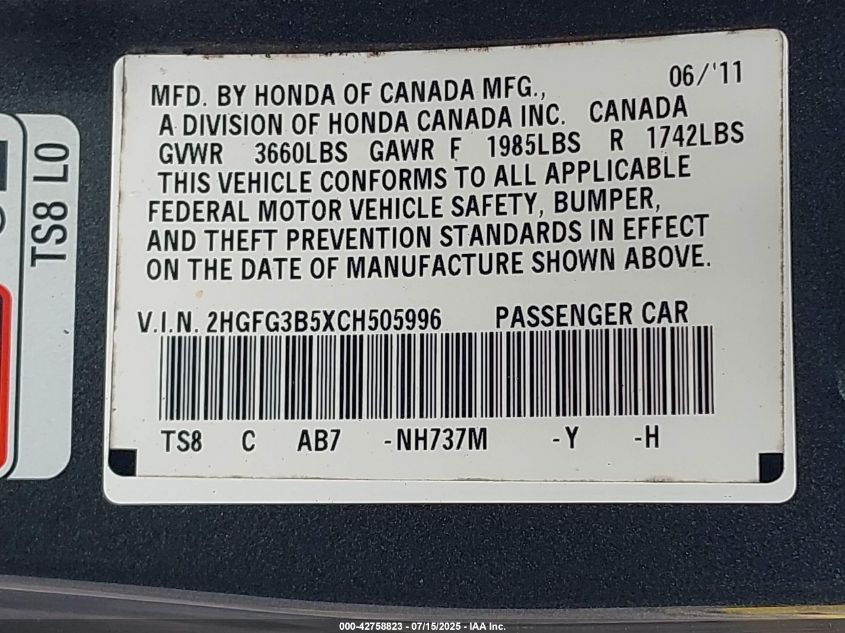 MFD. BY HONDA OF CANADA MFG., 06/'11
A DIVISION OF HONDA CANADA INC. CANADA
GVWR 3660LBS GAWR F 1985LBS R 1742LBS
THIS VEHICLE CONFORMS TO ALL APPLICABLE
FEDERAL MOTOR VEHICLE SAFETY, BUMPER,
AND THEFT PREVENTION STANDARDS IN EFFECT
ON THE DATE OF MANUFACTURE SHOWN ABOVE.
V.I.N. 2HGFG3B5XCH505996 PASSENGER CAR
TS8 C AB7 -NH737M -Y -H
TS8 L0
000-42758823 - 07/15/2025 - IAA Inc.